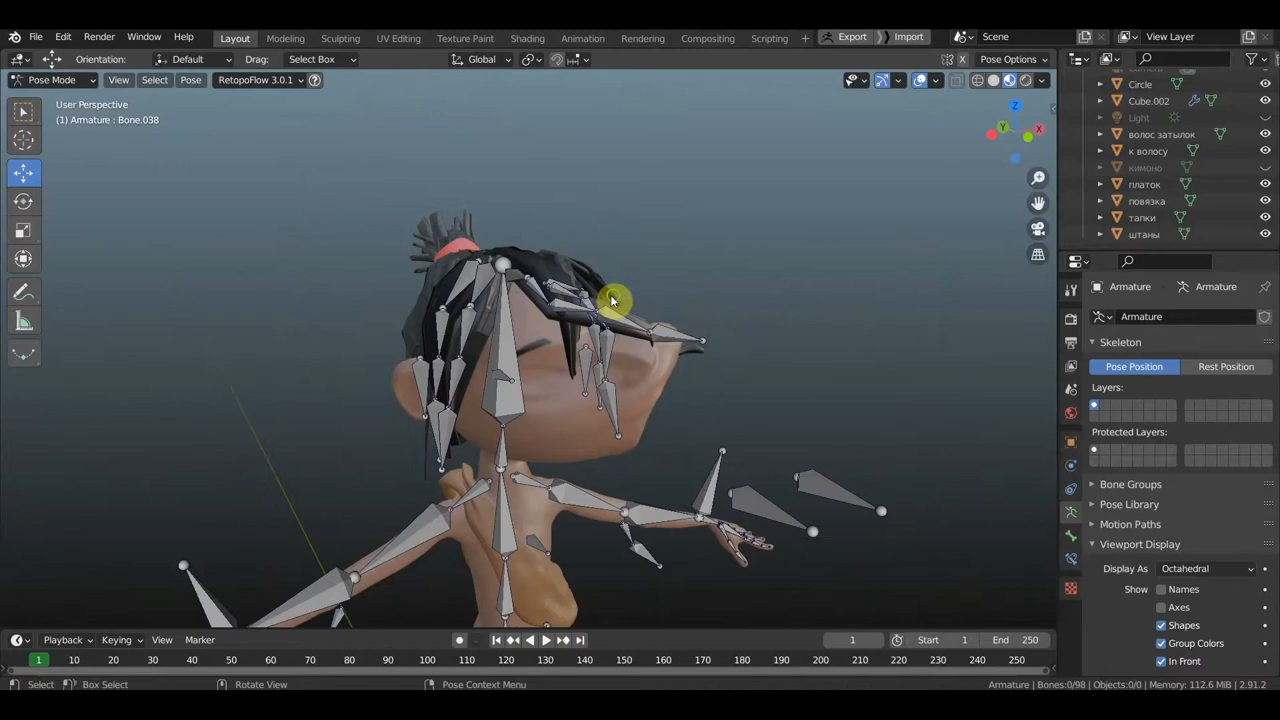 File Edit Render Window Help Layout Modeling Sculpting UV Editing Texture Paint Shading Animation Rendering Compositing Scripting + Export Import Scene View Layer
Orientation: Default Drag: Select Box Global X Pose Options
Pose Mode View Select Pose RetopoFlow 3.0.1 ?
User Perspective
(1) Armature : Bone.038
Z
Y
X
Circle
Cube.002
Light
волос затылок
к волосу
кимоно
платок
повязка
тапки
штаны
Armature Armature
Armature
Skeleton
Pose Position Rest Position
Layers:
Protected Layers:
Bone Groups
Pose Library
Motion Paths
Viewport Display
Display As Octahedral
Show Names
Axes
Shapes
Group Colors
In Front
Playback Keying View Marker 1 Start 1 End 250
1 10 20 30 40 50 60 70 80 90 100 110 120 130 140 150 160 170 180 190 200 210 220 230 240 250
Select Box Select Rotate View Pose Context Menu Armature | Bones:0/98 | Objects:0/0 | Memory: 112.6 MiB | 2.91.2